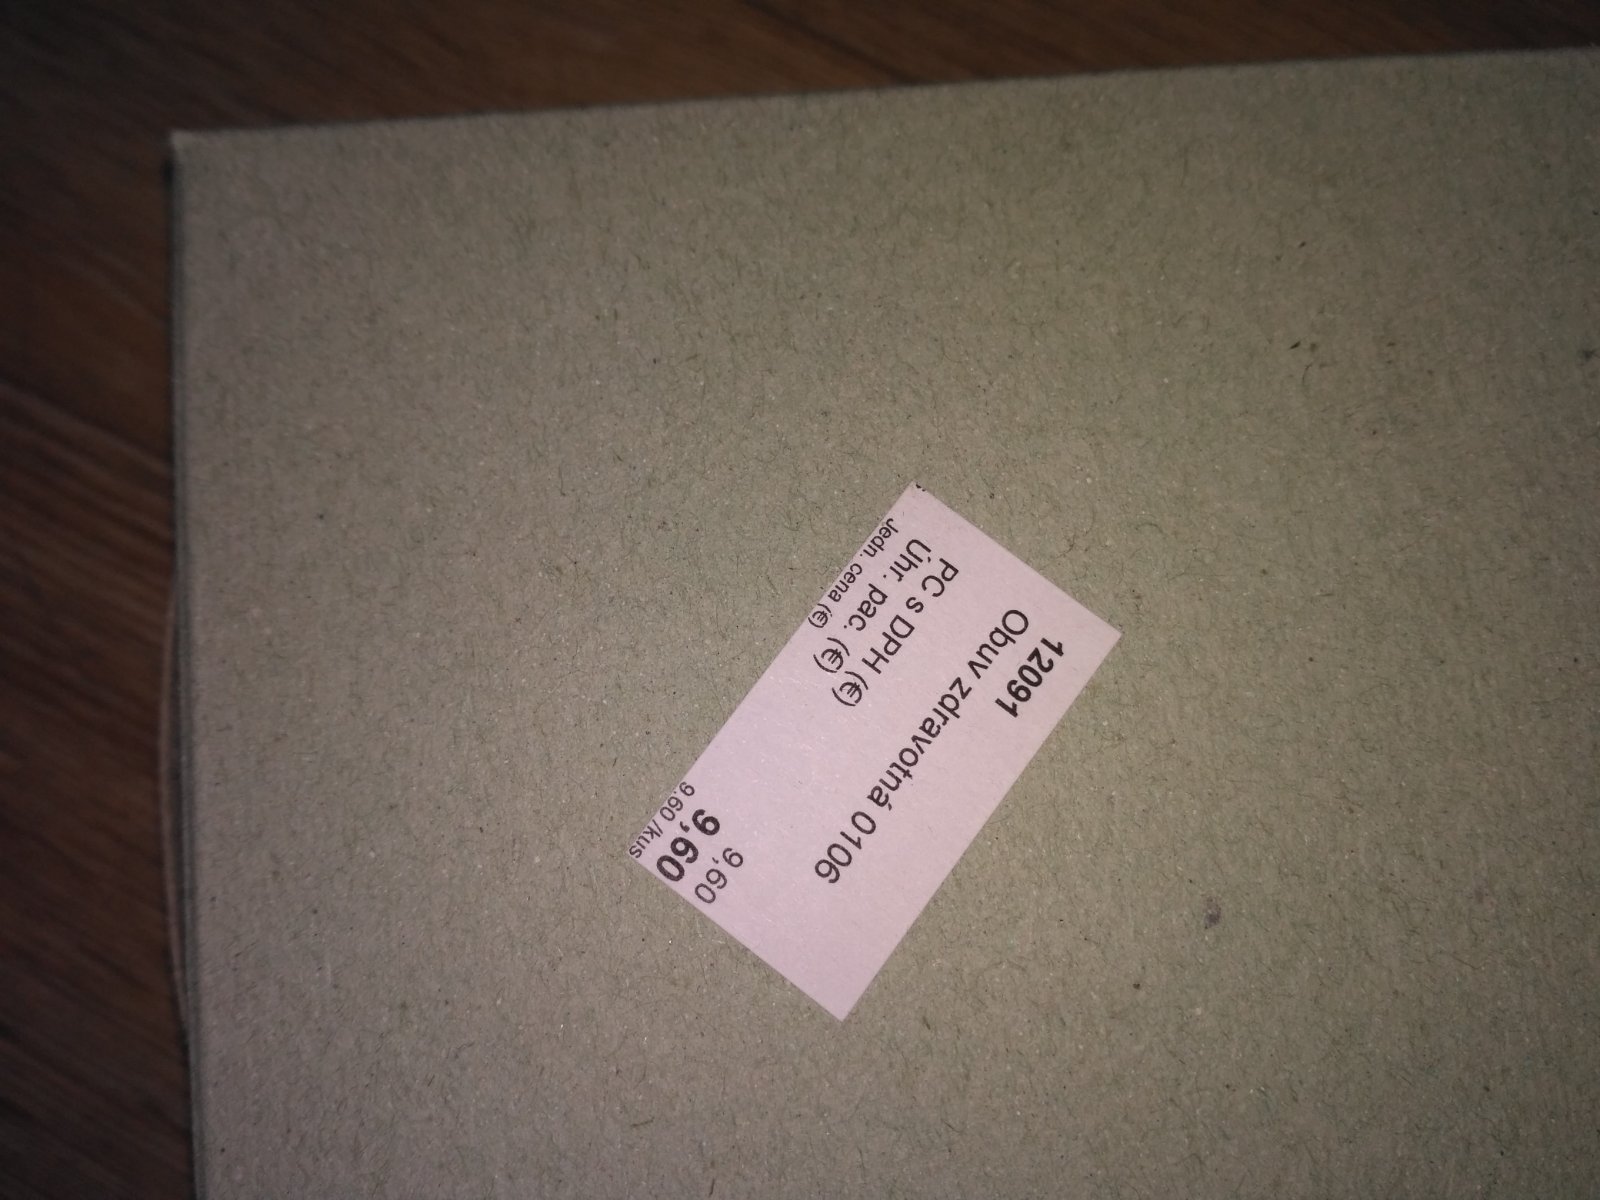 12091
Obuv zdravotná 0106
PC s DPH (€) 9,60
Úhr. pac. (€) 9,60
Jedn. cena (€) 9,60 /kus